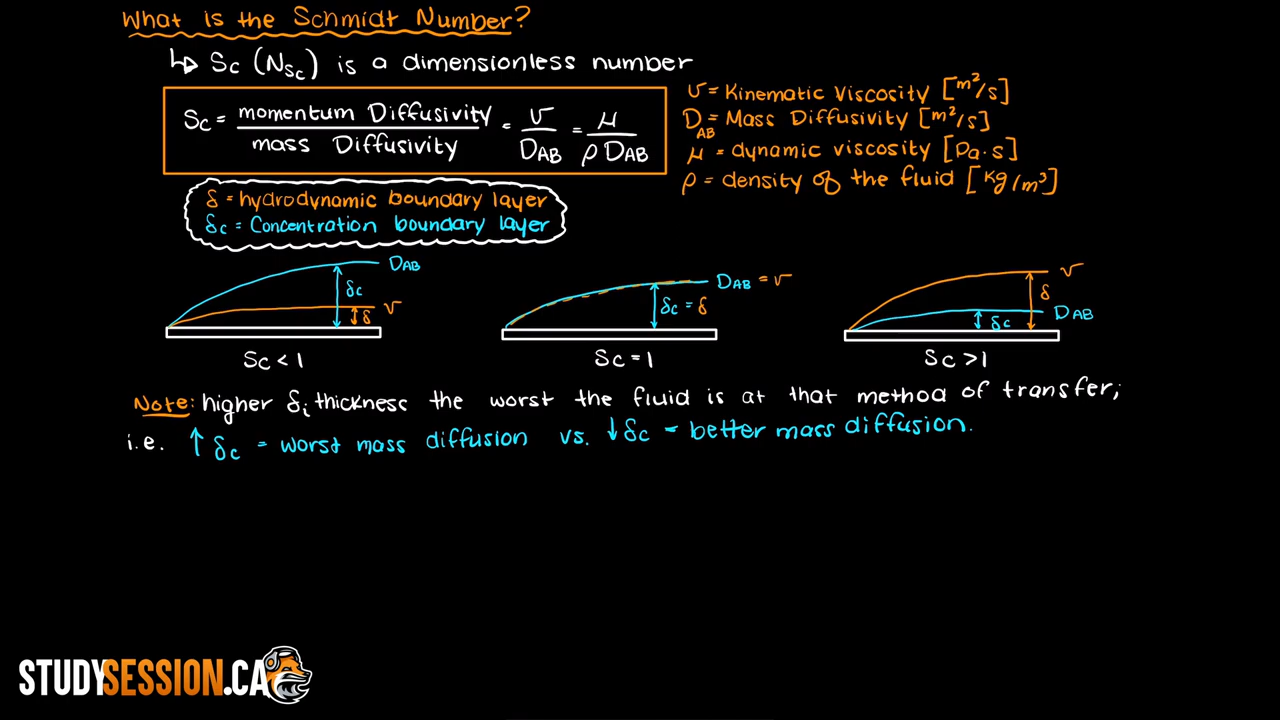 What is the Schmidt Number?
↳ Sc (NSc) is a dimensionless number
Sc = momentum Diffusivity / mass Diffusivity = ν / DAB = μ / ρ DAB
ν = Kinematic Viscosity [m²/s]
DAB = Mass Diffusivity [m²/s]
μ = dynamic viscosity [Pa·s]
ρ = density of the fluid [kg/m³]
δ = hydrodynamic boundary layer
δc = Concentration boundary layer
DAB
δc
ν
δ
Sc < 1
DAB = ν
δc = δ
Sc = 1
ν
δ
DAB
δc
Sc > 1
Note: higher δi thickness the worst the fluid is at that method of transfer;
i.e. ↑ δc = worst mass diffusion vs. ↓ δc = better mass diffusion.
STUDYSESSION.CA